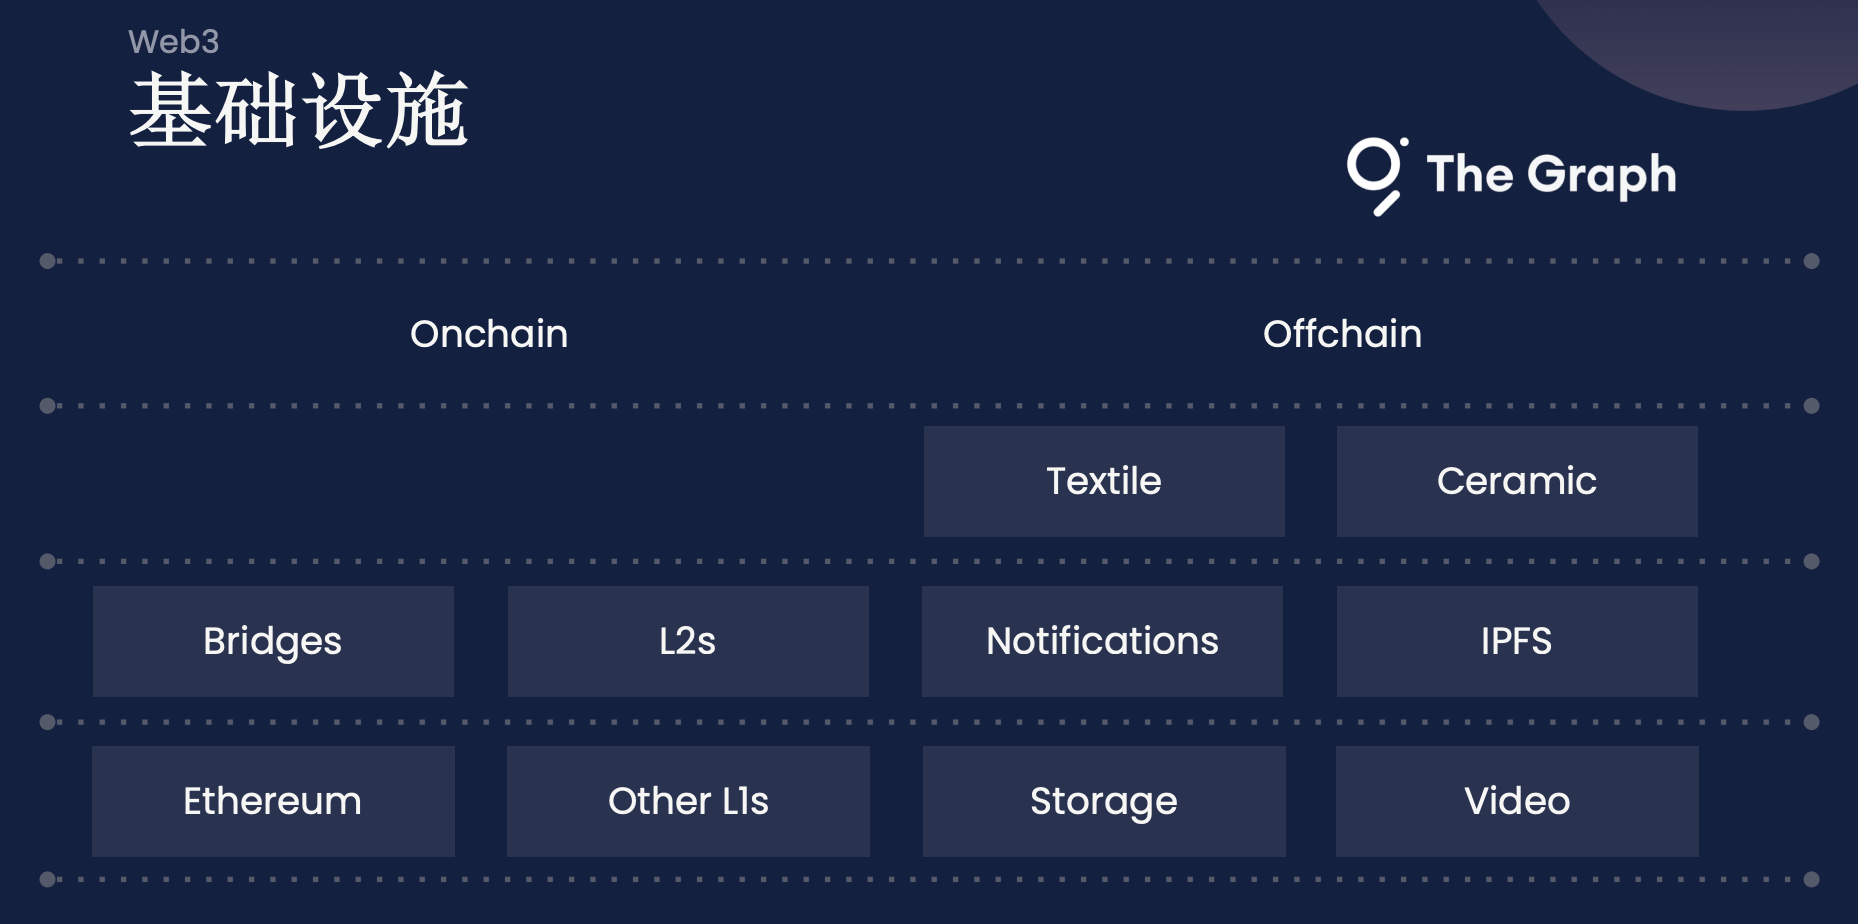 Web3
基础设施
The Graph
Onchain Offchain
Textile Ceramic
Bridges L2s Notifications IPFS
Ethereum Other L1s Storage Video